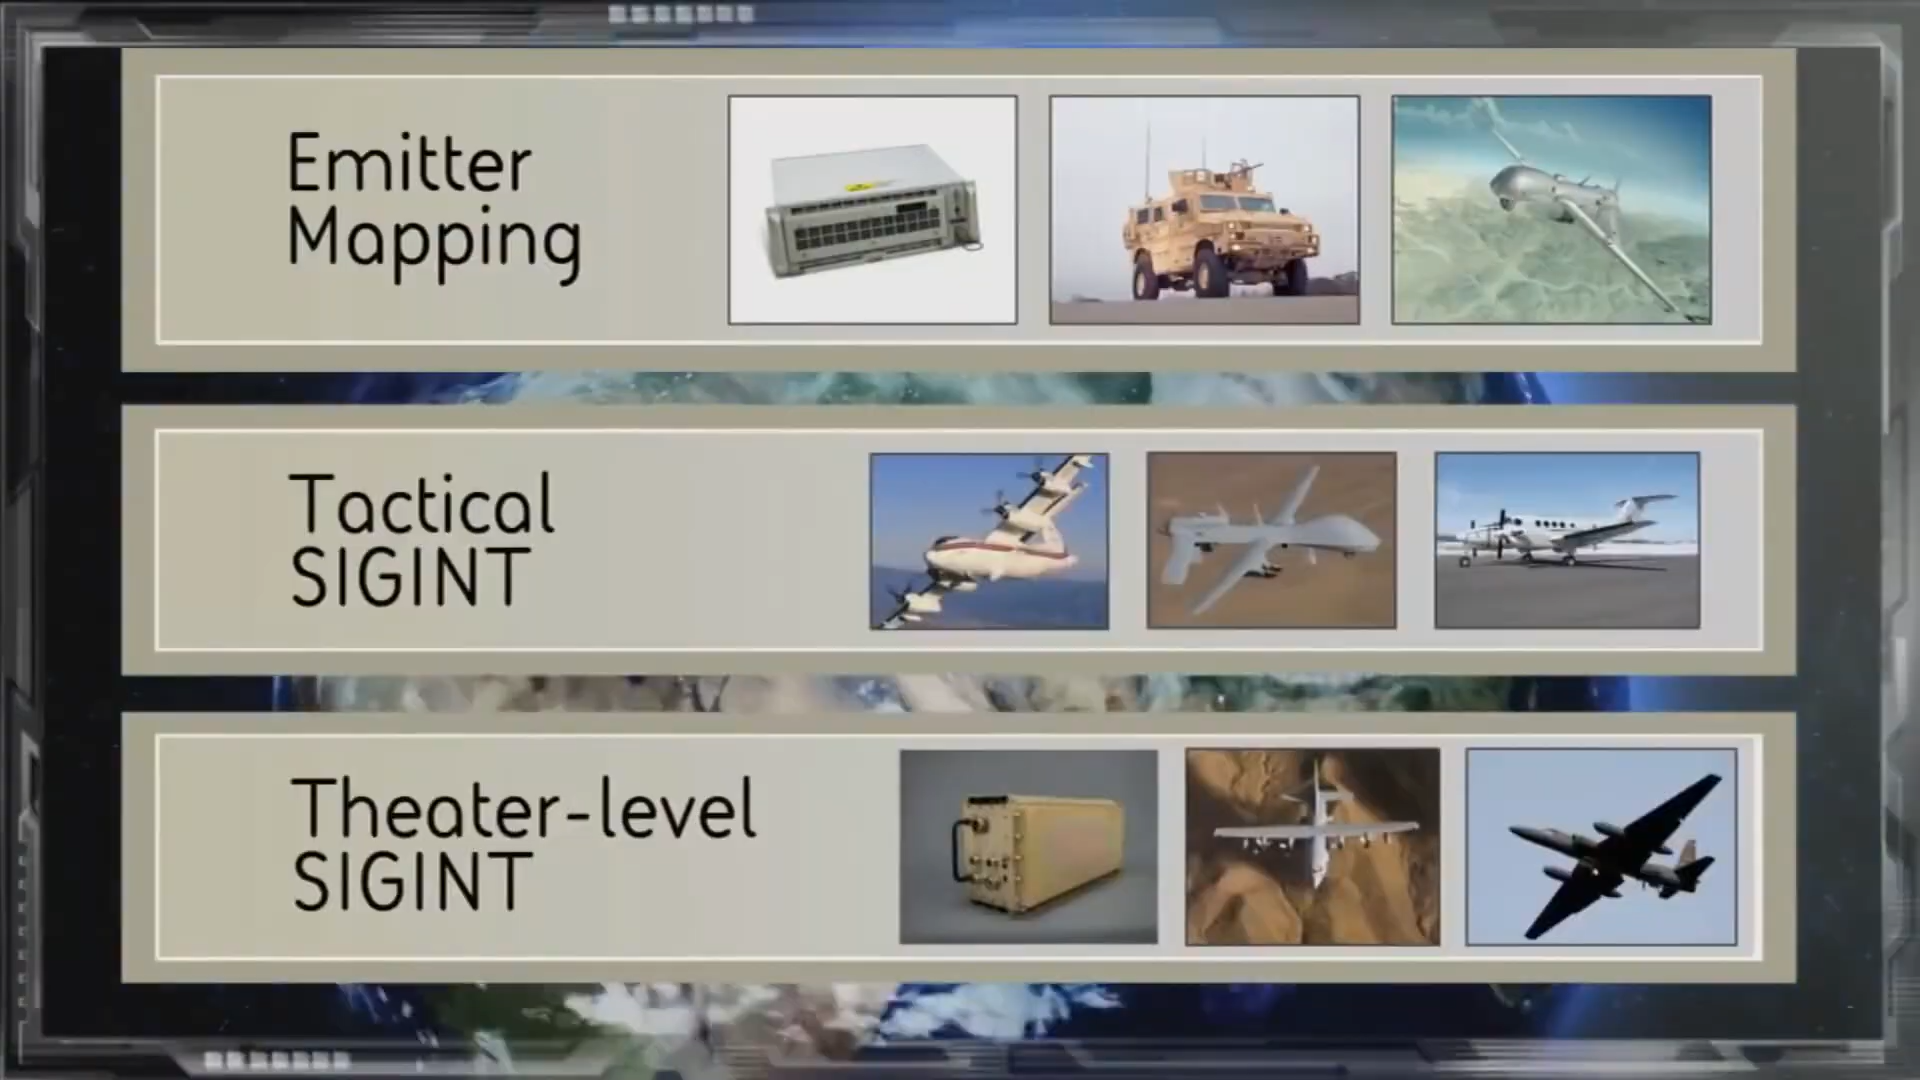 Emitter
Mapping
Tactical
SIGINT
Theater-level
SIGINT